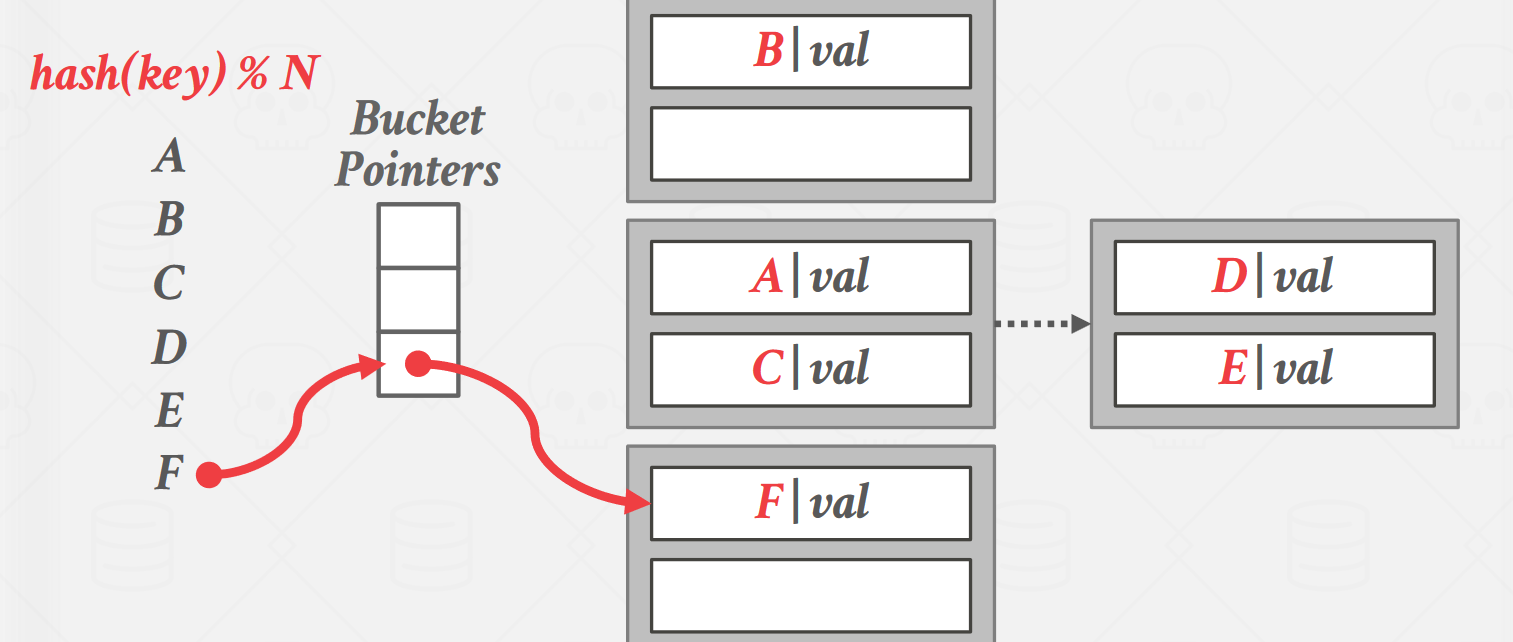 hash(key) % N
Bucket
Pointers
A
B
C
D
E
F
B|val
A|val
C|val
D|val
E|val
F|val